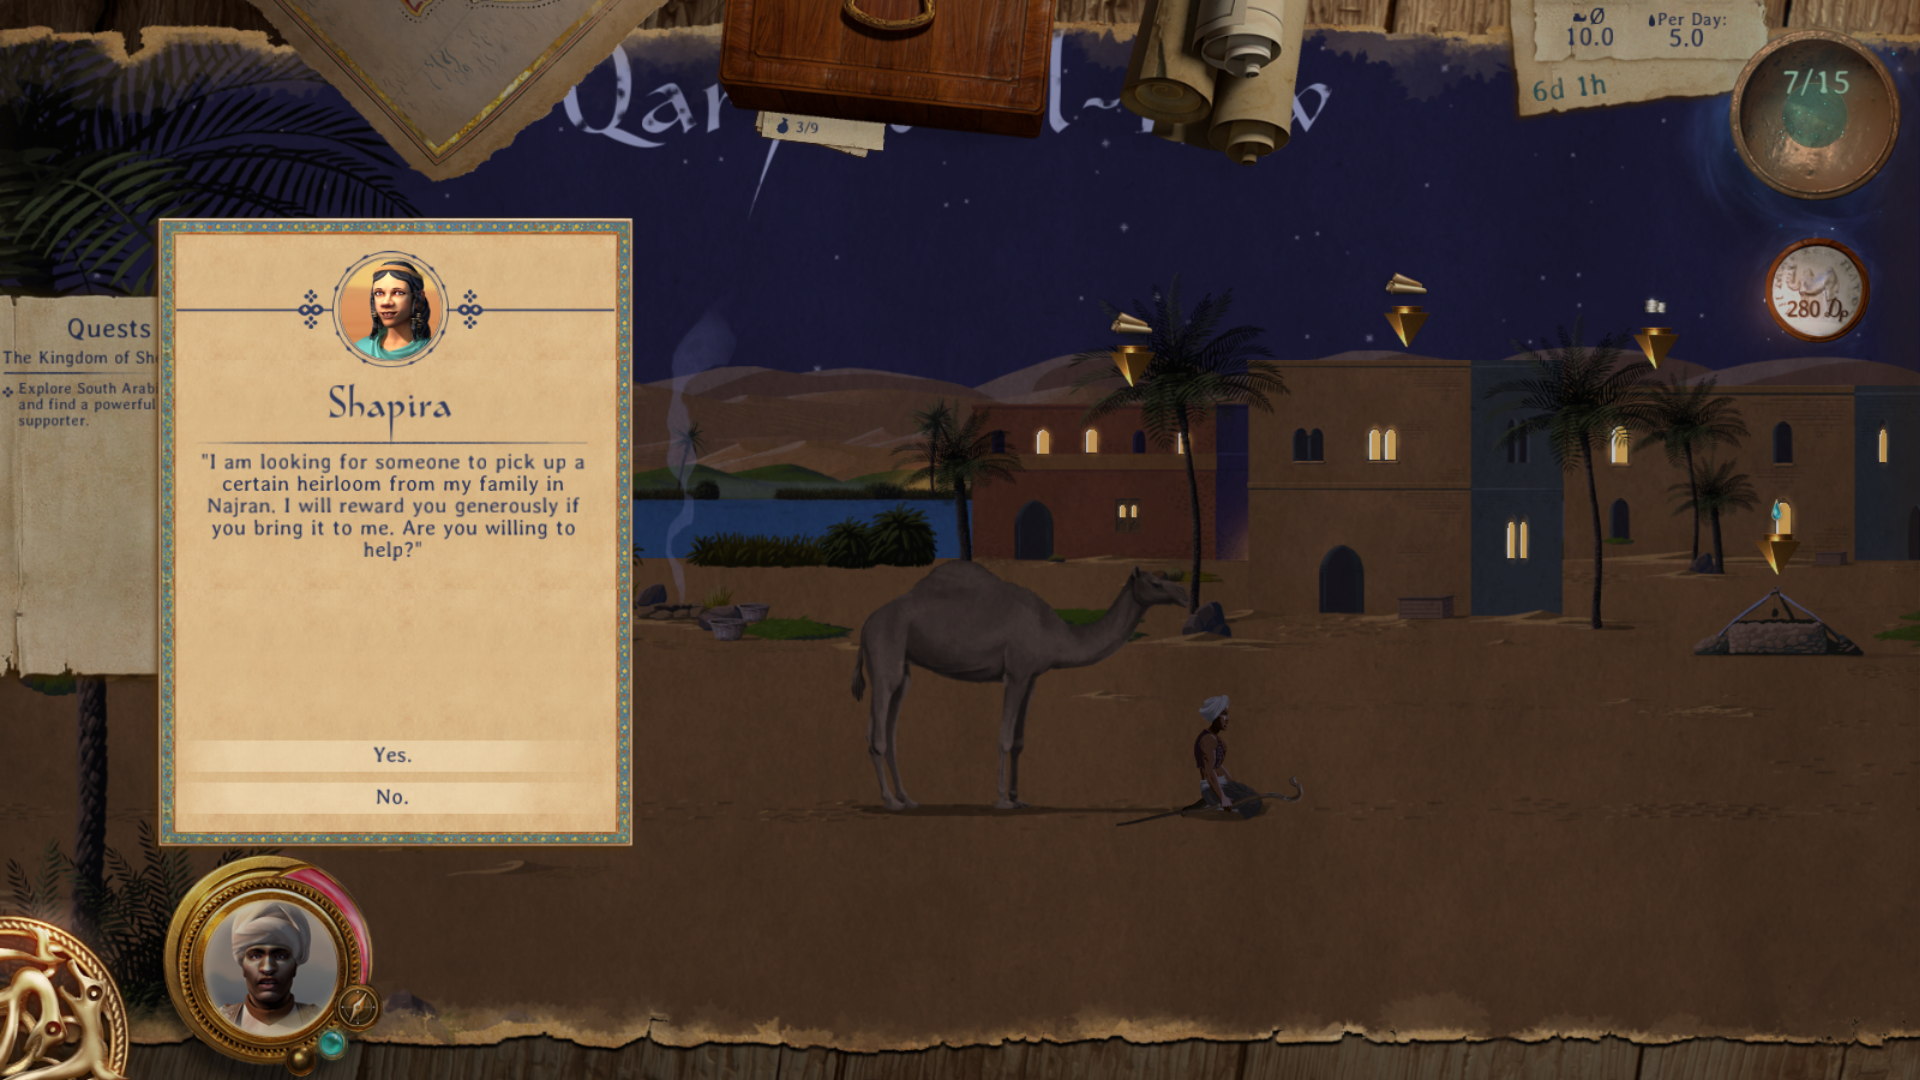 10.0
Per Day:
5.0
6d 1h
7/15
3/9
280 Dp
Quests
The Kingdom of
Explore South
and find a powerful
supporter.
Shapira
"I am looking for someone to pick up a
certain heirloom from my family in
Najran. I will reward you generously if
you bring it to me. Are you willing to
help?"
Yes.
No.